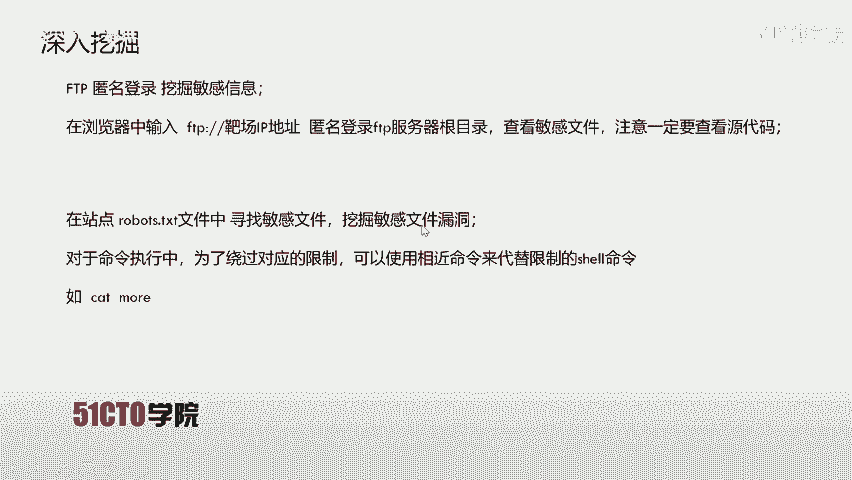 深入挖掘
FTP 匿名登录 挖掘敏感信息;
在浏览器中输入 ftp://靶场IP地址 匿名登录ftp服务器根目录，查看敏感文件，注意一定要查看源代码;
在站点 robots.txt文件中 寻找敏感文件，挖掘敏感文件漏洞;
对于命令执行中，为了绕过对应的限制，可以使用相近命令来代替限制的shell命令
如 cat more
51CTO学院